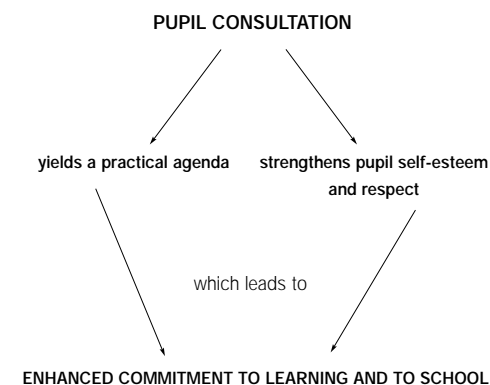 PUPIL CONSULTATION
yields a practical agenda
strengthens pupil self-esteem
and respect
which leads to
ENHANCED COMMITMENT TO LEARNING AND TO SCHOOL